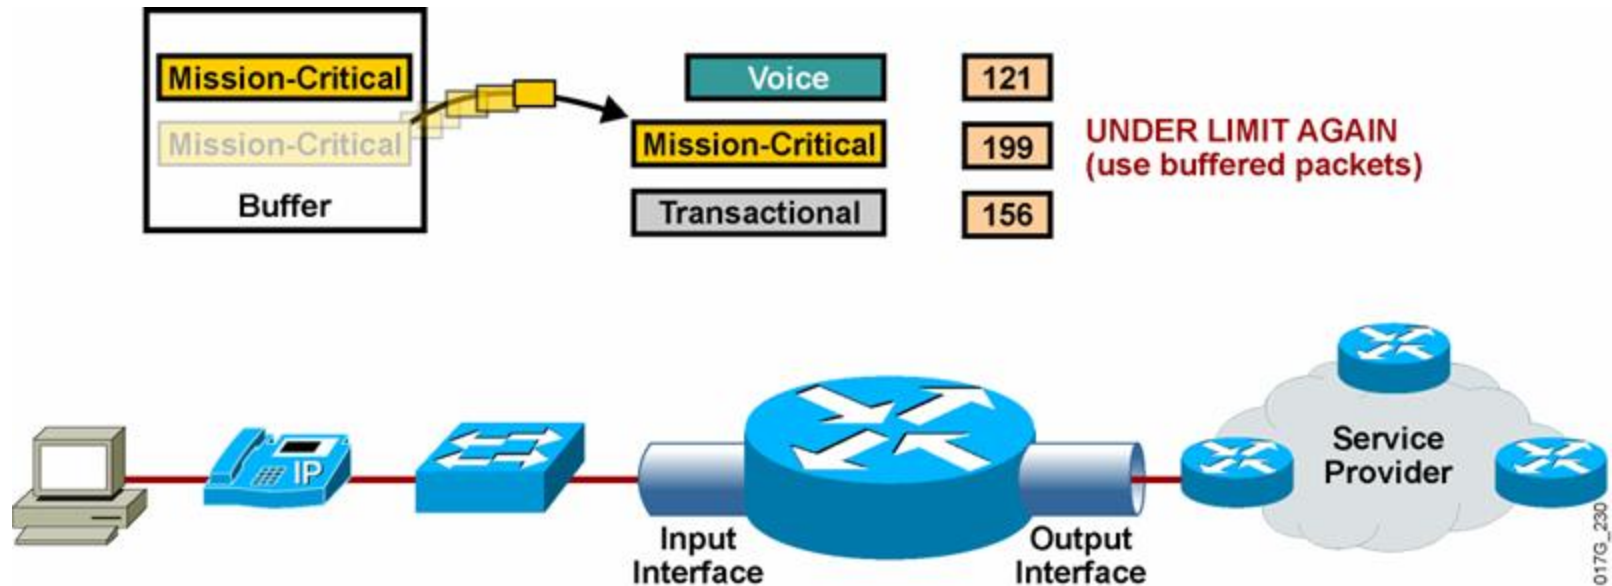 Mission-Critical
Mission-Critical
Buffer
Voice
121
Mission-Critical
199
Transactional
156
UNDER LIMIT AGAIN
(use buffered packets)
IP
Input
Interface
Output
Interface
Service
Provider
017G_230